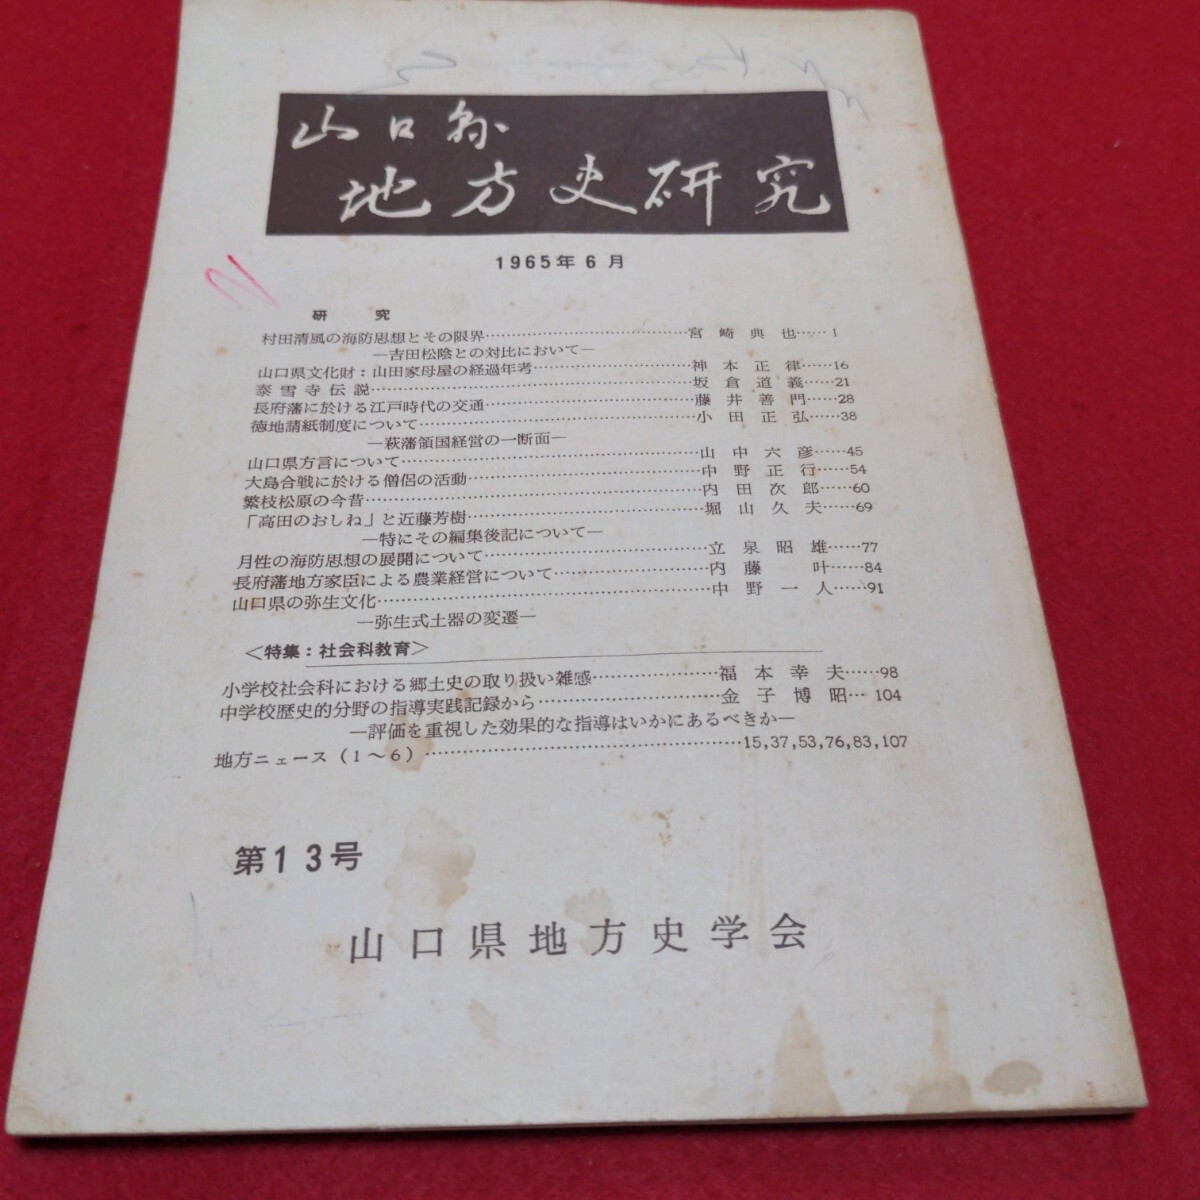 山口縣
地方史研究
1965年6月
研究
村田清風の海防思想とその限界……………………宮崎典也……1
―吉田松陰との対比において―
山口県文化財：山田家母屋の経過年考……………………神本正律……16
泰雪寺伝説……………………坂倉道義……21
長府藩に於ける江戸時代の交通……………………藤井善門……28
徳地請紙制度について……………………小田正弘……38
―萩藩領国経営の一断面―
山口県方言について……………………山中六彦……45
大島合戦に於ける僧侶の活動……………………中野正行……54
繁枝松原の今昔……………………内田次郎……60
「高田のおしね」と近藤芳樹……………………堀山久夫……69
―特にその編集後記について―
月性の海防思想の展開について……………………立泉昭雄……77
長府藩地方家臣による農業経営について……………………内藤叶……84
山口県の弥生文化……………………中野一人……91
―弥生式土器の変遷―
＜特集：社会科教育＞
小学校社会科における郷土史の取り扱い雑感……………………福本幸夫……98
中学校歴史的分野の指導実践記録から……………………金子博昭…104
―評価を重視した効果的な指導はいかにあるべきか―
地方ニュース（1～6）……………………15,37,53,76,83,107
第13号
山口県地方史学会